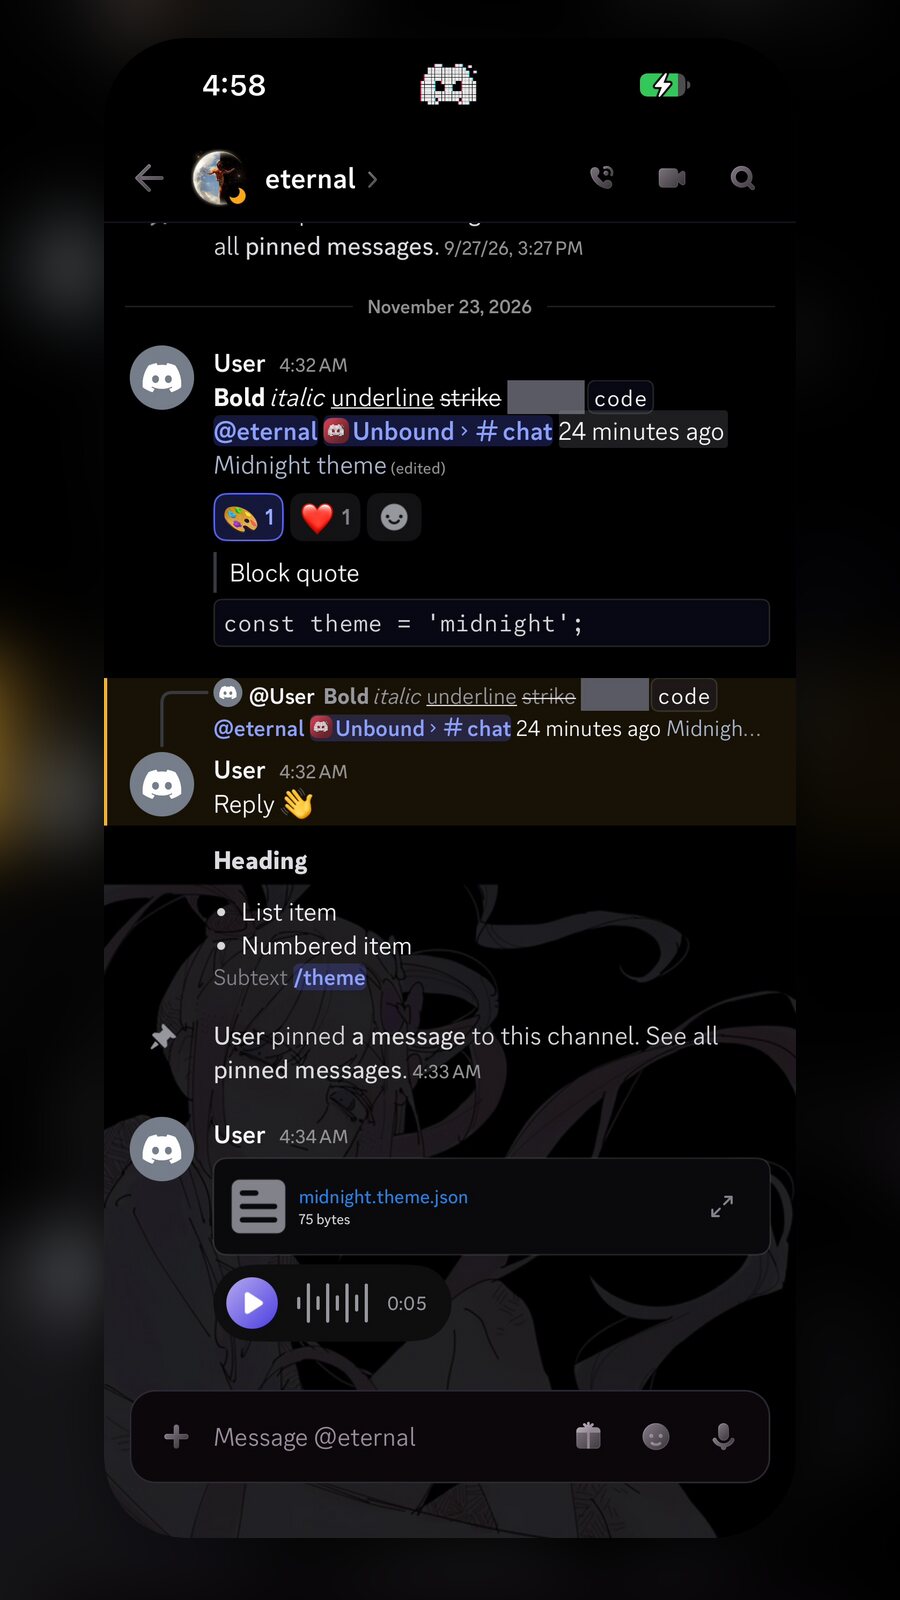 4:58
eternal
all pinned messages. 9/27/26, 3:27 PM
November 23, 2026
User 4:32 AM
Bold italic underline strike code
@eternal Unbound › # chat 24 minutes ago
Midnight theme (edited)
1 1
Block quote
const theme = 'midnight';
@User Bold italic underline strike code
@eternal Unbound › # chat 24 minutes ago Midnigh...
User 4:32 AM
Reply 👋
Heading
• List item
• Numbered item
Subtext /theme
User pinned a message to this channel. See all
pinned messages. 4:33 AM
User 4:34 AM
midnight.theme.json
75 bytes
0:05
Message @eternal